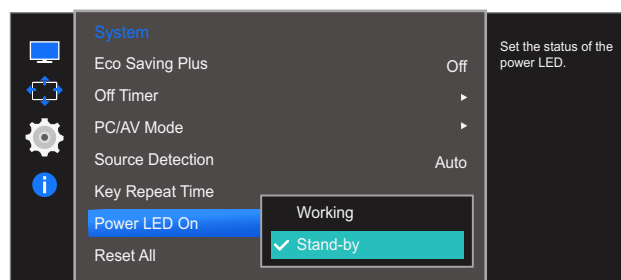 System
Eco Saving Plus Off
Off Timer
PC/AV Mode
Source Detection Auto
Key Repeat Time
Power LED On
Reset All
Working
Stand-by
Set the status of the
power LED.